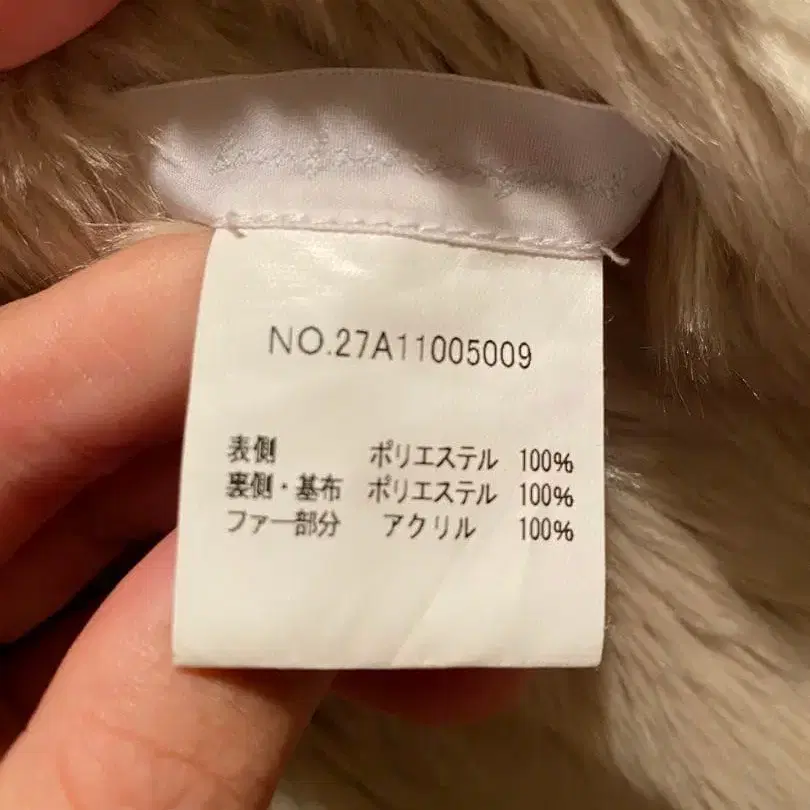 NO.27A11005009
表側 ポリエステル 100%
裏側・基布 ポリエステル 100%
ファー部分 アクリル 100%